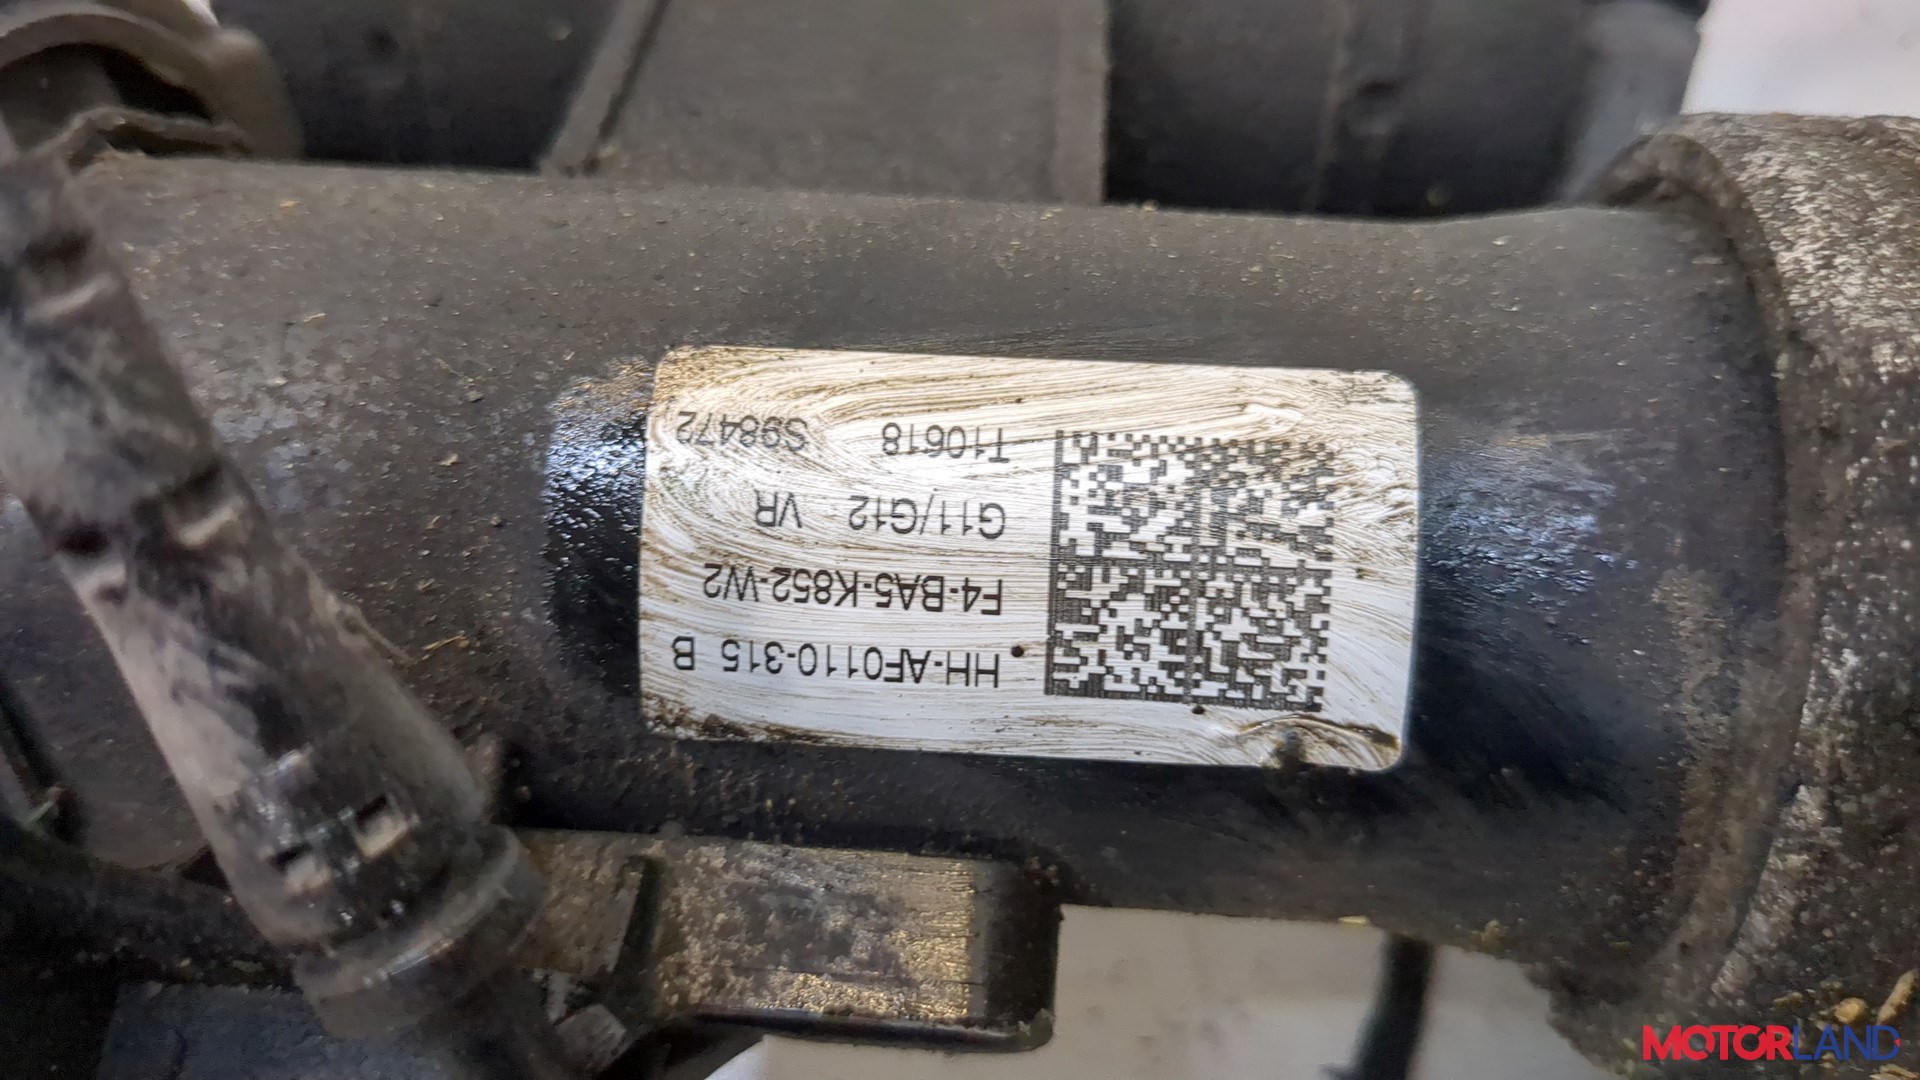 HH-AF0110-315 B
F4-BA5-K852-W2
G11/G12 VR
T10618 S98472
MOTORLAND